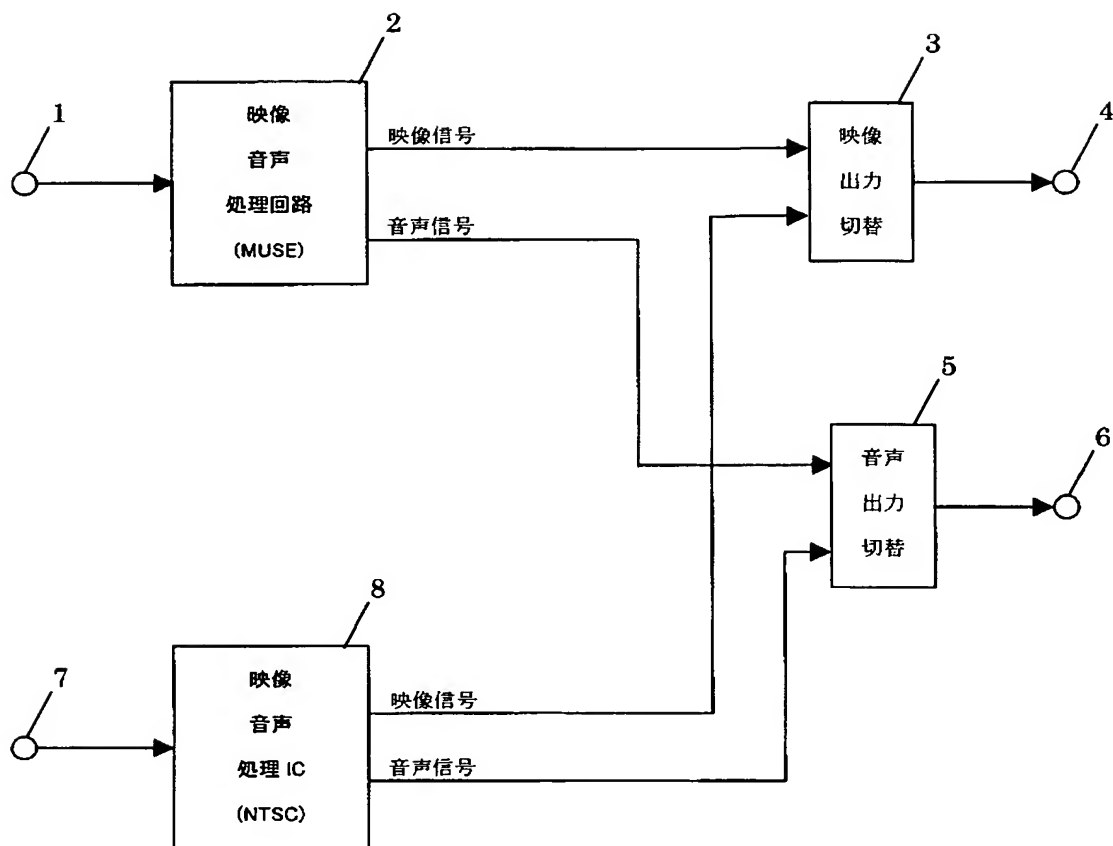 1
2
映像
音声
処理回路
(MUSE)
映像信号
音声信号
3
映像
出力
切替
4
5
音声
出力
切替
6
7
8
映像
音声
処理 IC
(NTSC)
映像信号
音声信号